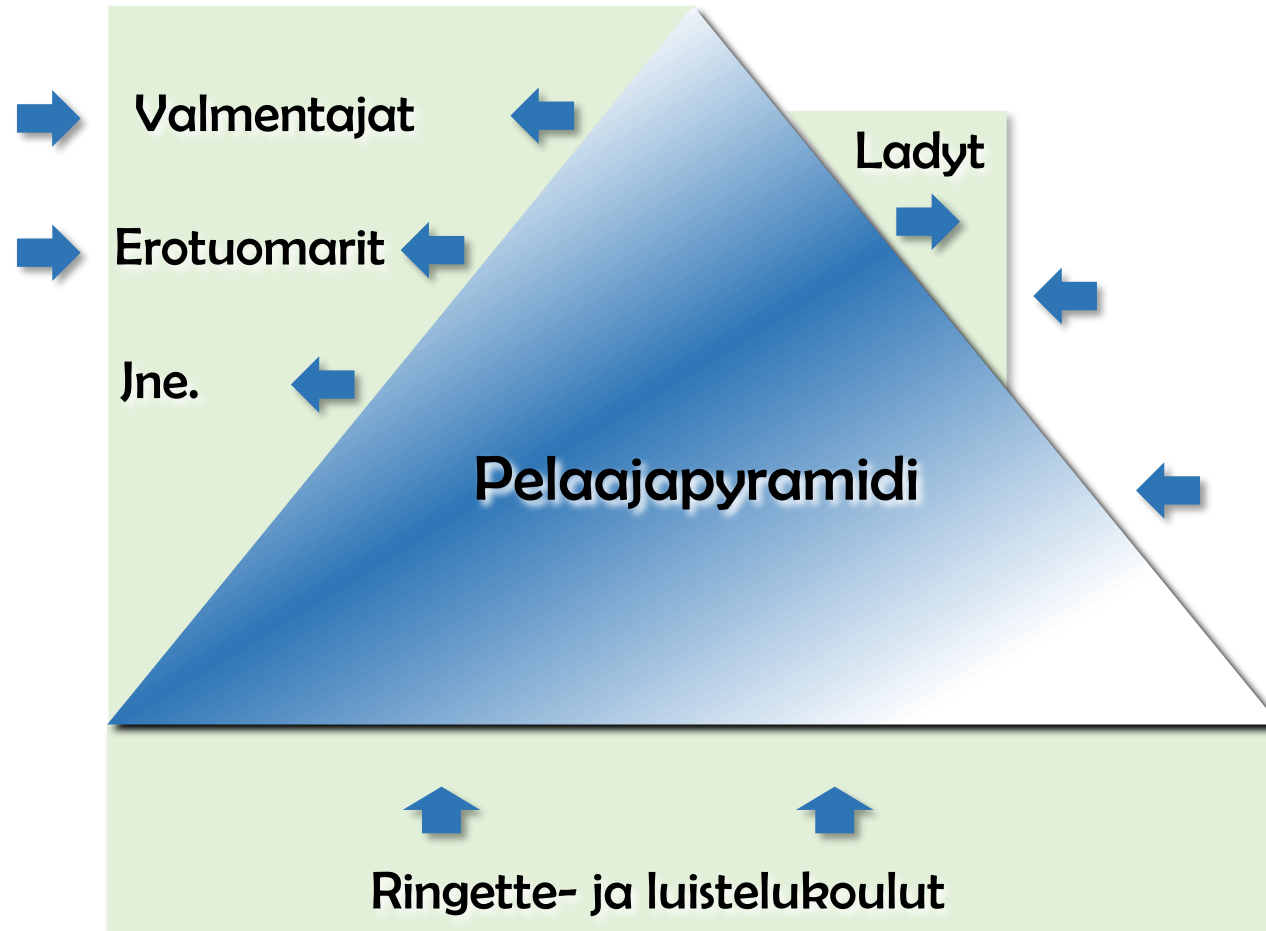 Valmentajat
Ladyt
Erotuomarit
Jne.
Pelaajapyramidi
Ringette- ja luistelukoulut